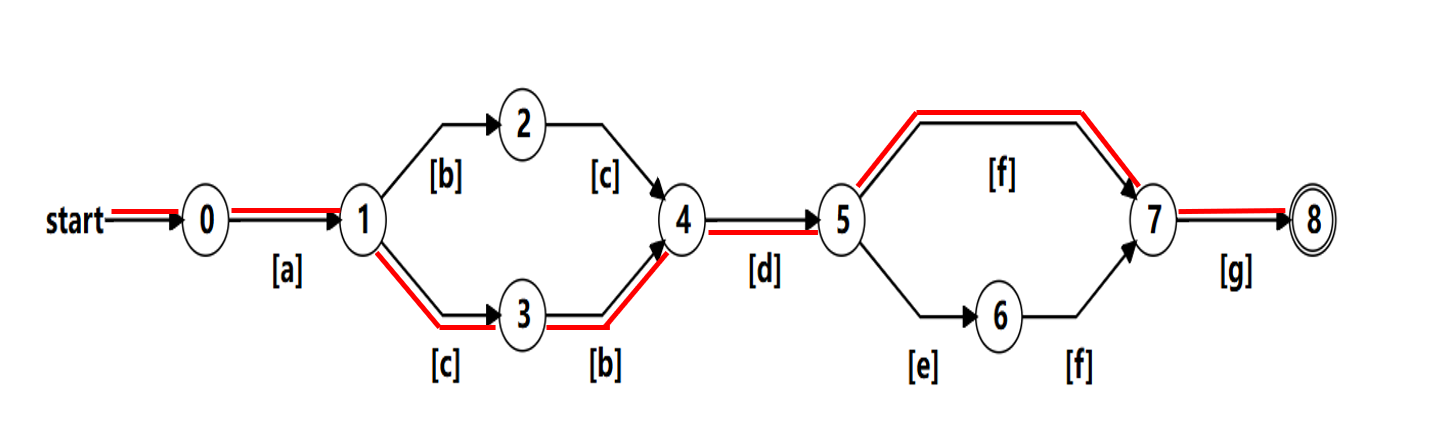 2
[b] [c] [f]
start 0 1 4 5 7 8
[a] [d] [g]
3 6
[c] [b] [e] [f]